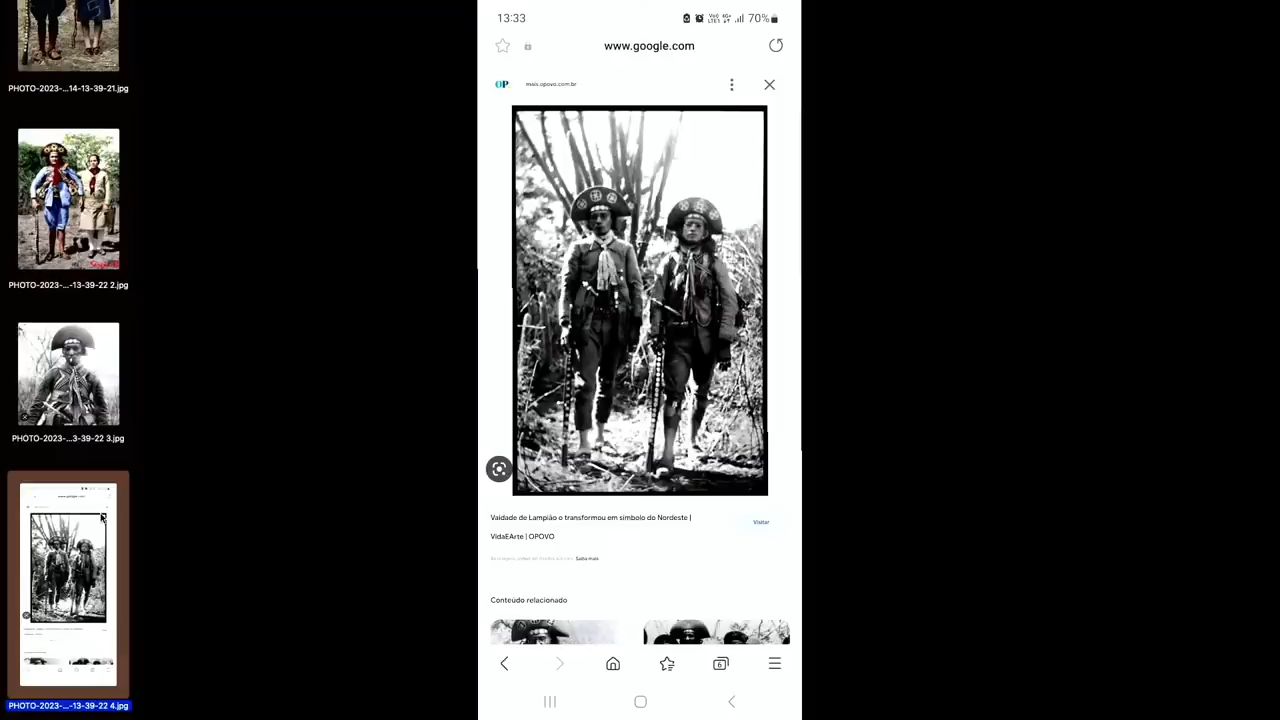 PHOTO-2023-...14-13-39-21.jpg
PHOTO-2023-...-13-39-22 2.jpg
PHOTO-2023-...3-39-22 3.jpg
PHOTO-2023-...-13-39-22 4.jpg
13:33
70%
www.google.com
OP
mais.opovo.com.br
Vaidade de Lampião o transformou em símbolo do Nordeste |
VidaEArte | OPOVO
Visitar
Saiba mais
Conteúdo relacionado
6